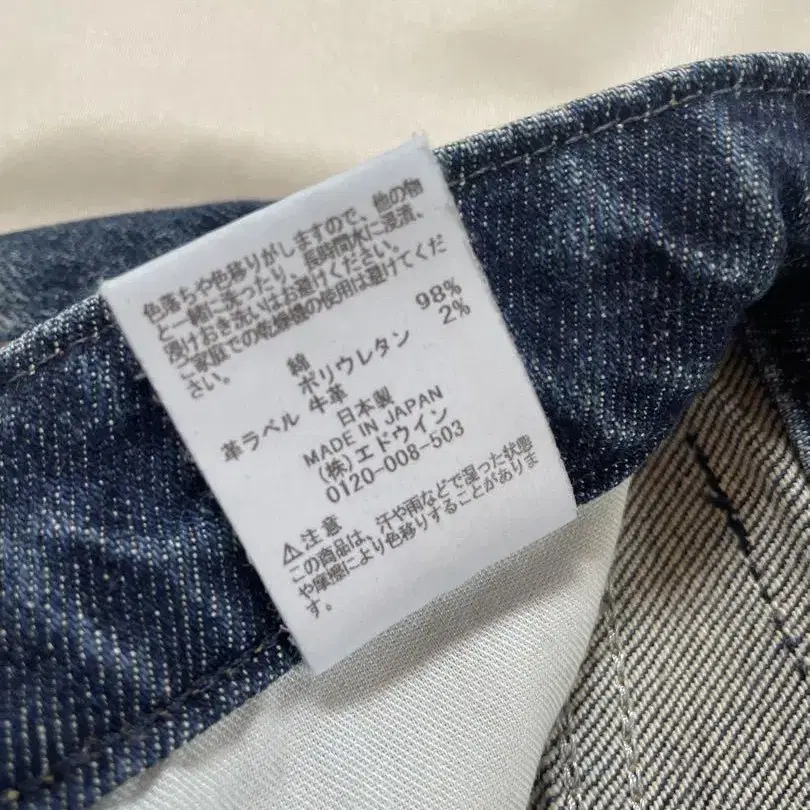 色落ちや色移りがしますので、他の物
と一緒に洗ったり、長時間水に浸漬、
浸けおき洗いはお避けください。
ご家庭での乾燥機の使用は避けてくだ
さい。
綿 98%
ポリウレタン 2%
革ラベル 牛革
日本製
MADE IN JAPAN
(株)エドウイン
0120-008-503
⚠注意
この商品は、汗や雨などで湿った状態
や摩擦により色移りすることがありま
す。